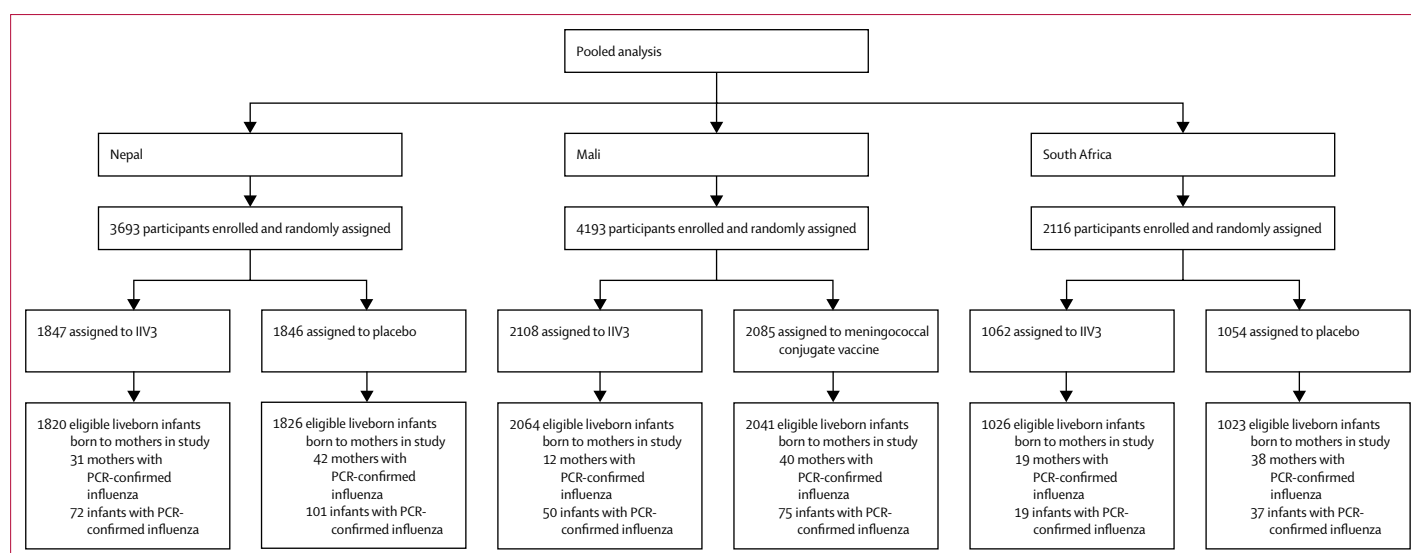 Pooled analysis
Nepal
Mali
South Africa
3693 participants enrolled and randomly assigned
4193 participants enrolled and randomly assigned
2116 participants enrolled and randomly assigned
1847 assigned to IIV3
1846 assigned to placebo
2108 assigned to IIV3
2085 assigned to meningococcal
conjugate vaccine
1062 assigned to IIV3
1054 assigned to placebo
1820 eligible liveborn infants
born to mothers in study
31 mothers with
PCR-confirmed
influenza
72 infants with PCR-
confirmed influenza
1826 eligible liveborn infants
born to mothers in study
42 mothers with
PCR-confirmed
influenza
101 infants with PCR-
confirmed influenza
2064 eligible liveborn infants
born to mothers in study
12 mothers with
PCR-confirmed
influenza
50 infants with PCR-
confirmed influenza
2041 eligible liveborn infants
born to mothers in study
40 mothers with
PCR-confirmed
influenza
75 infants with PCR-
confirmed influenza
1026 eligible liveborn infants
born to mothers in study
19 mothers with
PCR-confirmed
influenza
19 infants with PCR-
confirmed influenza
1023 eligible liveborn infants
born to mothers in study
38 mothers with
PCR-confirmed
influenza
37 infants with PCR-
confirmed influenza